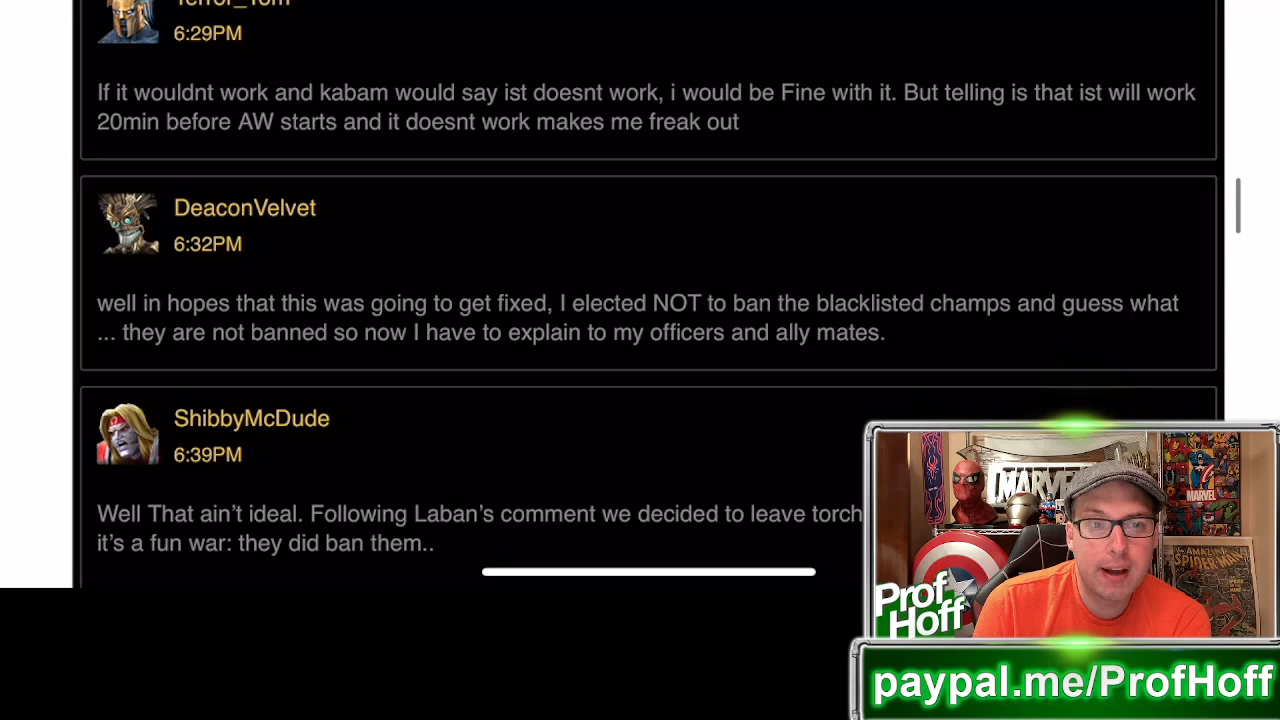 Terror_Tom
6:29PM
If it wouldnt work and kabam would say ist doesnt work, i would be Fine with it. But telling is that ist will work
20min before AW starts and it doesnt work makes me freak out
DeaconVelvet
6:32PM
well in hopes that this was going to get fixed, I elected NOT to ban the blacklisted champs and guess what
... they are not banned so now I have to explain to my officers and ally mates.
ShibbyMcDude
6:39PM
Well That ain’t ideal. Following Laban’s comment we decided to leave torch
it’s a fun war: they did ban them..
MARVEL
MARVEL
AMAZING
SPIDER-MAN
Prof
Hoff
paypal.me/ProfHoff